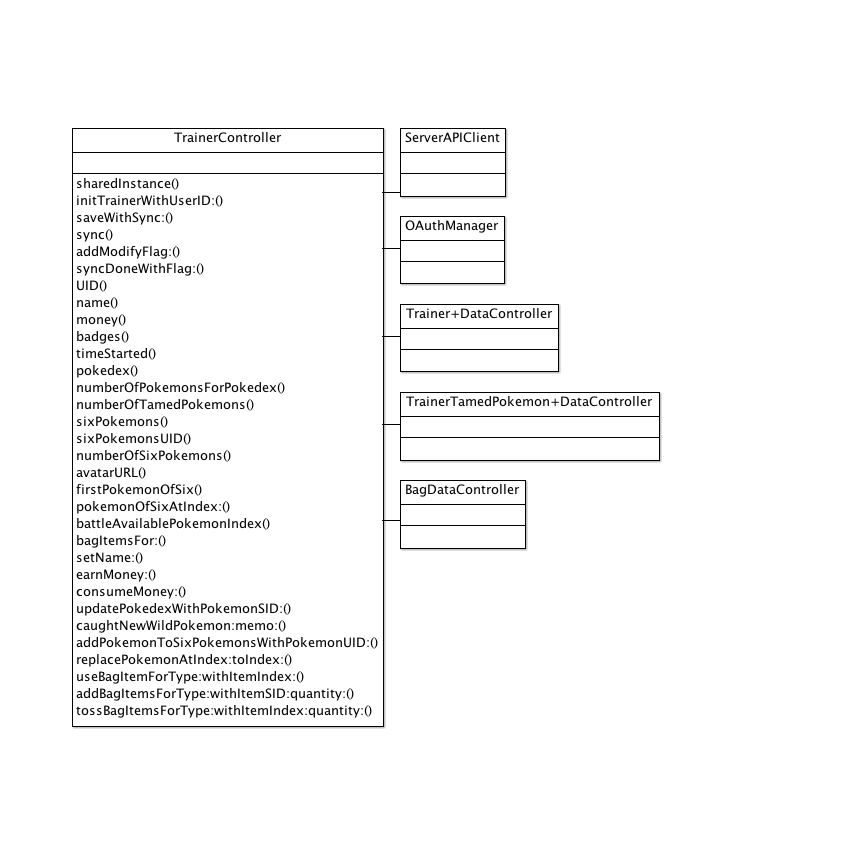 TrainerController
sharedInstance()
initTrainerWithUserID:()
saveWithSync:()
sync()
addModifyFlag:()
syncDoneWithFlag:()
UID()
name()
money()
badges()
timeStarted()
pokedex()
numberOfPokemonsForPokedex()
numberOfTamedPokemons()
sixPokemons()
sixPokemonsUID()
numberOfSixPokemons()
avatarURL()
firstPokemonOfSix()
pokemonOfSixAtIndex:()
battleAvailablePokemonIndex()
bagItemsFor:()
setName:()
earnMoney:()
consumeMoney:()
updatePokedexWithPokemonSID:()
caughtNewWildPokemon:memo:()
addPokemonToSixPokemonsWithPokemonUID:()
replacePokemonAtIndex:toIndex:()
useBagItemForType:withItemIndex:()
addBagItemsForType:withItemSID:quantity:()
tossBagItemsForType:withItemIndex:quantity:()
ServerAPIClient
OAuthManager
Trainer+DataController
TrainerTamedPokemon+DataController
BagDataController